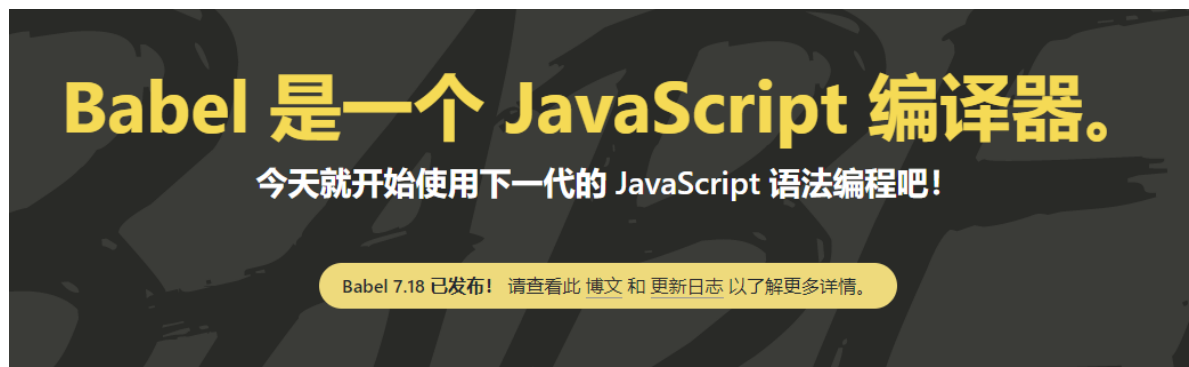 Babel 是一个 JavaScript 编译器。
今天就开始使用下一代的 JavaScript 语法编程吧！
Babel 7.18 已发布！ 请查看此 博文 和 更新日志 以了解更多详情。